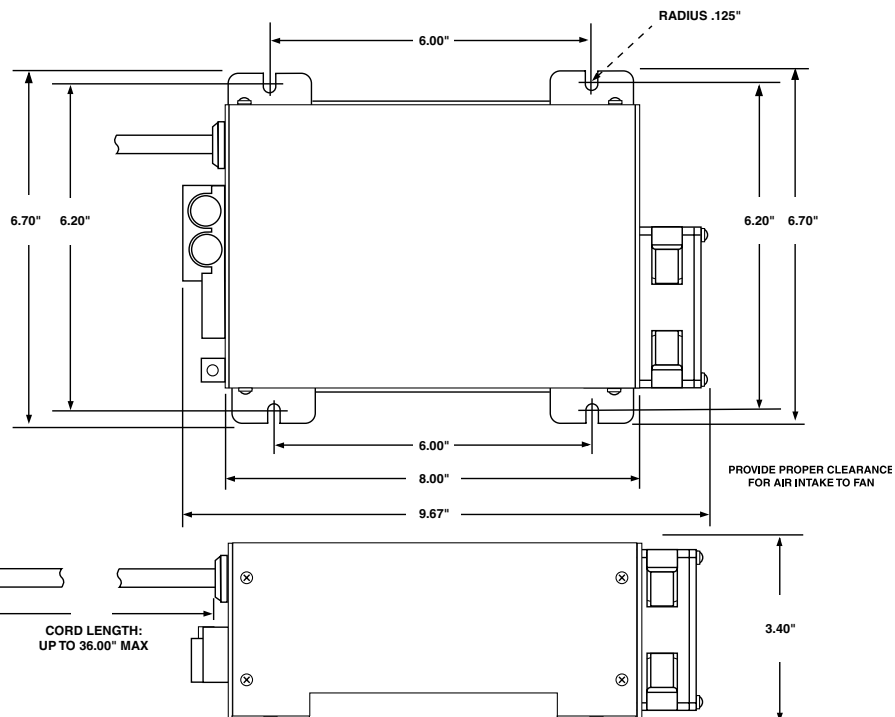 RADIUS .125"
6.00"
6.70"
6.20"
6.20"
6.70"
6.00"
8.00"
9.67"
PROVIDE PROPER CLEARANCE
FOR AIR INTAKE TO FAN
CORD LENGTH:
UP TO 36.00" MAX
3.40"